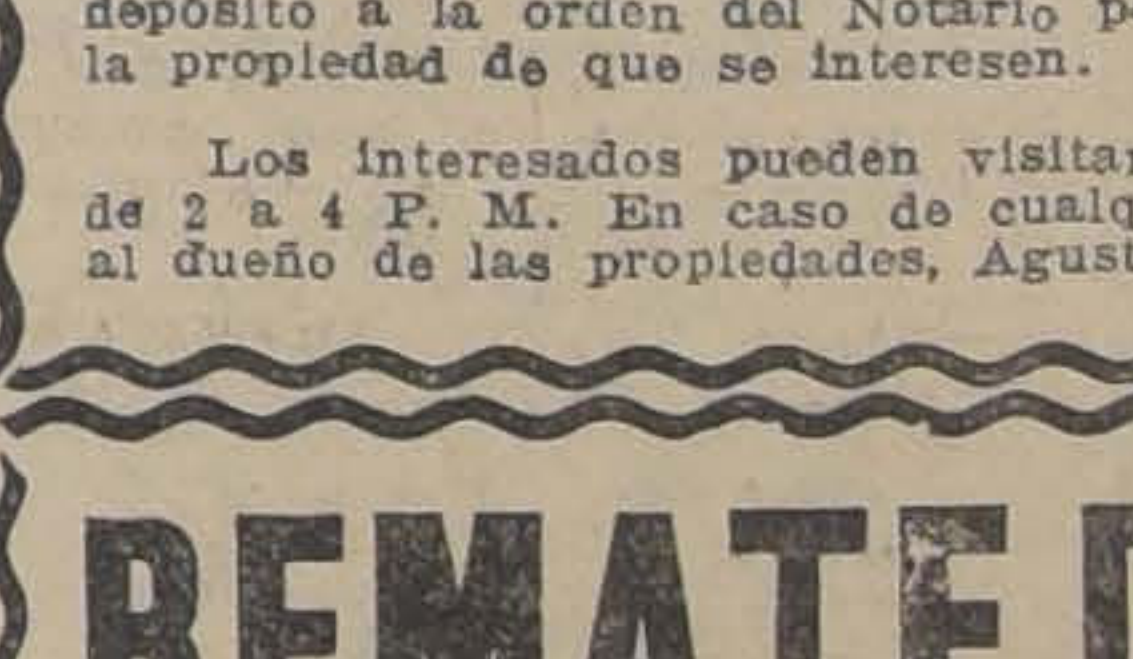 deposito a la orden del Notario
la propiedad de que se interesen.
Los interesados pueden
de 2 a 4 P. M. En caso de
al dueño de las propiedades,
REMATE